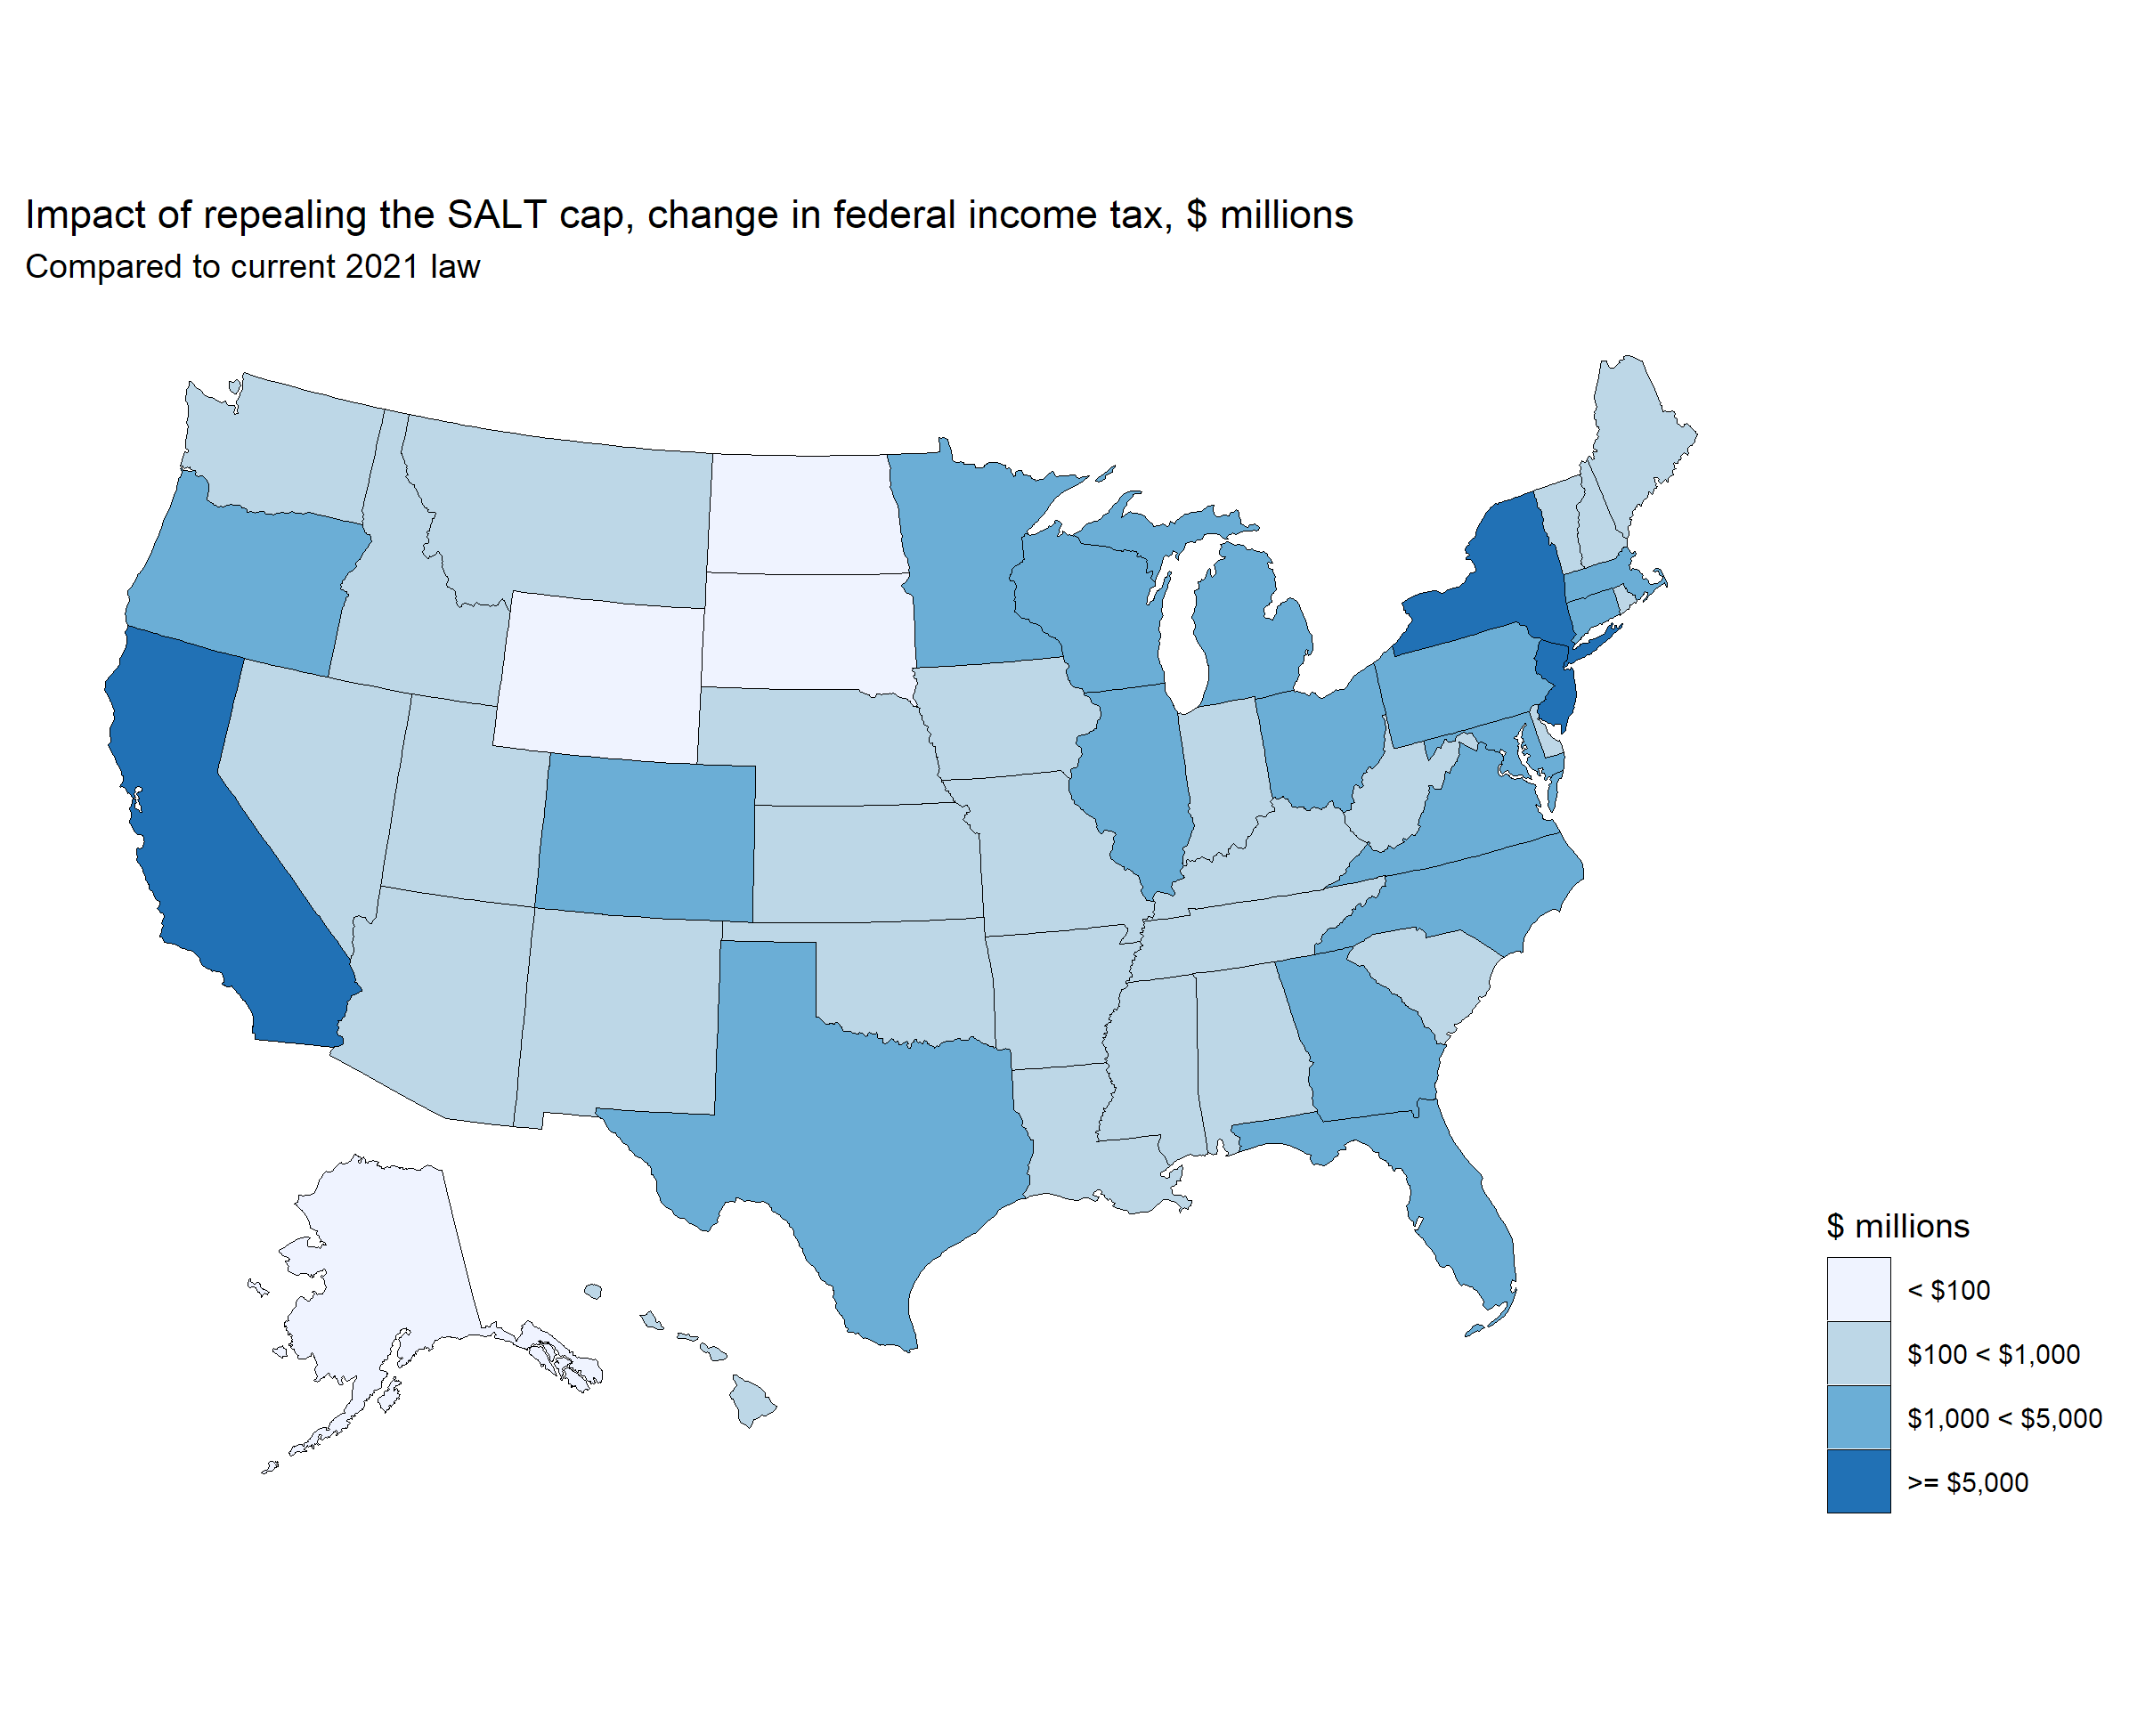 Impact of repealing the SALT cap, change in federal income tax, $ millions
Compared to current 2021 law
$ millions
< $100
$100 < $1,000
$1,000 < $5,000
>= $5,000